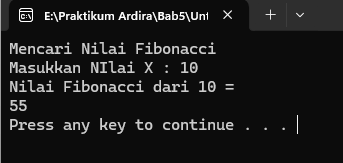 E:\Praktikum Ardira\Bab5\Unt
Mencari Nilai Fibonacci
Masukkan NIlai X : 10
Nilai Fibonacci dari 10 =
55
Press any key to continue . . .